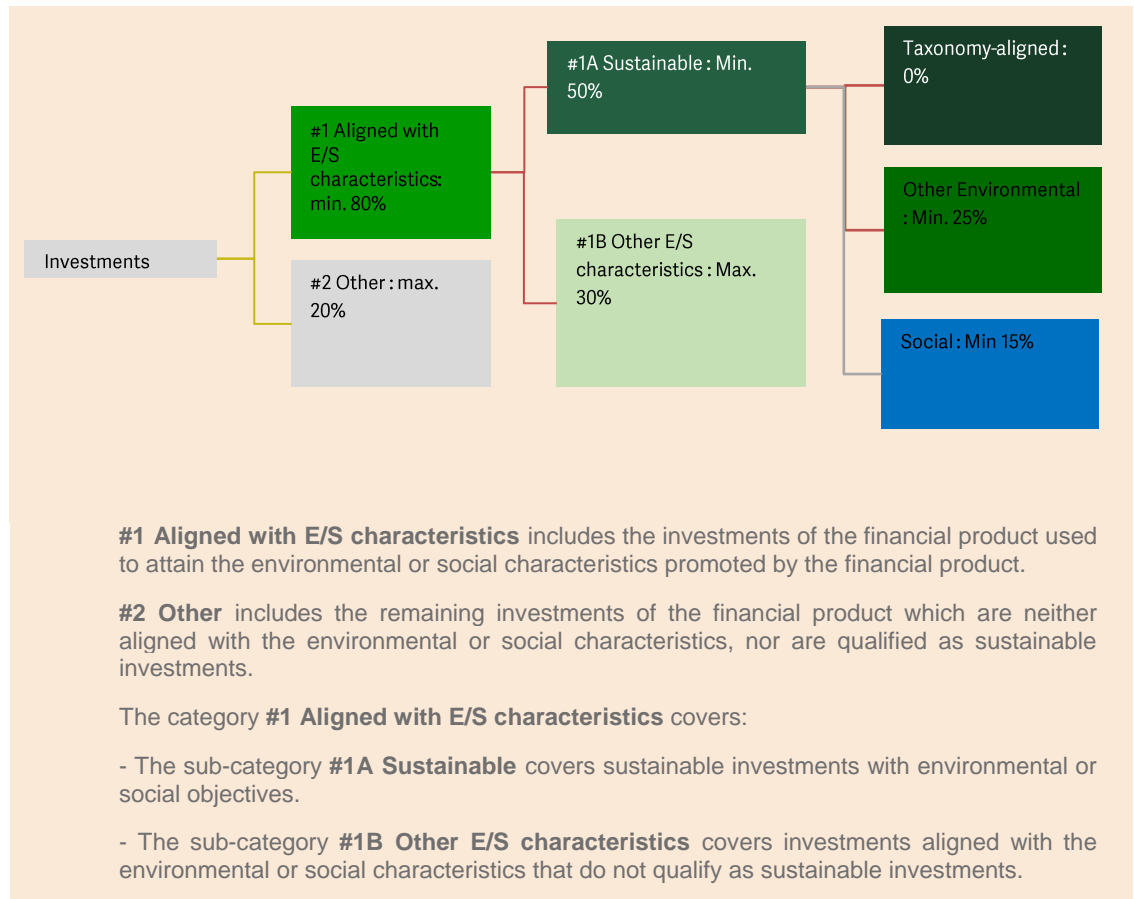 Investments
#1 Aligned with
E/S
characteristics:
min. 80%
#2 Other : max.
20%
#1A Sustainable : Min.
50%
#1B Other E/S
characteristics : Max.
30%
Taxonomy-aligned :
0%
Other Environmental
: Min. 25%
Social : Min 15%
#1 Aligned with E/S characteristics includes the investments of the financial product used
to attain the environmental or social characteristics promoted by the financial product.
#2 Other includes the remaining investments of the financial product which are neither
aligned with the environmental or social characteristics, nor are qualified as sustainable
investments.
The category #1 Aligned with E/S characteristics covers:
- The sub-category #1A Sustainable covers sustainable investments with environmental or
social objectives.
- The sub-category #1B Other E/S characteristics covers investments aligned with the
environmental or social characteristics that do not qualify as sustainable investments.